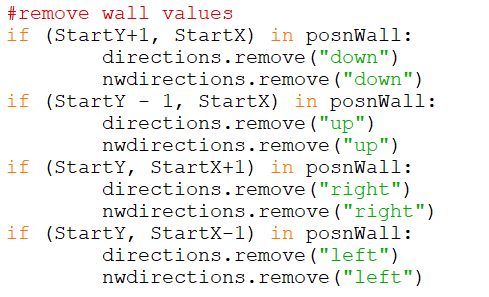 #remove wall values
if (StartY+1, StartX) in posnWall:
        directions.remove("down")
        nwdirections.remove("down")
if (StartY - 1, StartX) in posnWall:
        directions.remove("up")
        nwdirections.remove("up")
if (StartY, StartX+1) in posnWall:
        directions.remove("right")
        nwdirections.remove("right")
if (StartY, StartX-1) in posnWall:
        directions.remove("left")
        nwdirections.remove("left")